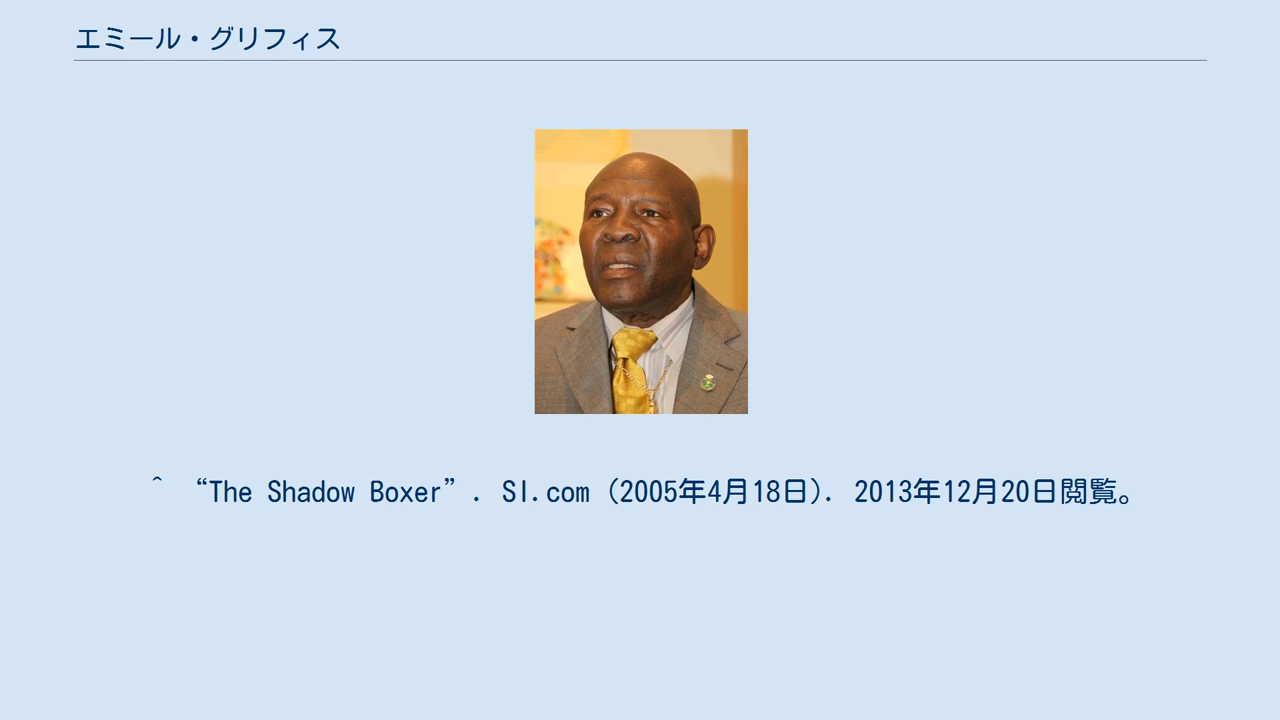 エミール・グリフィス
^ “The Shadow Boxer”. SI.com (2005年4月18日). 2013年12月20日閲覧。